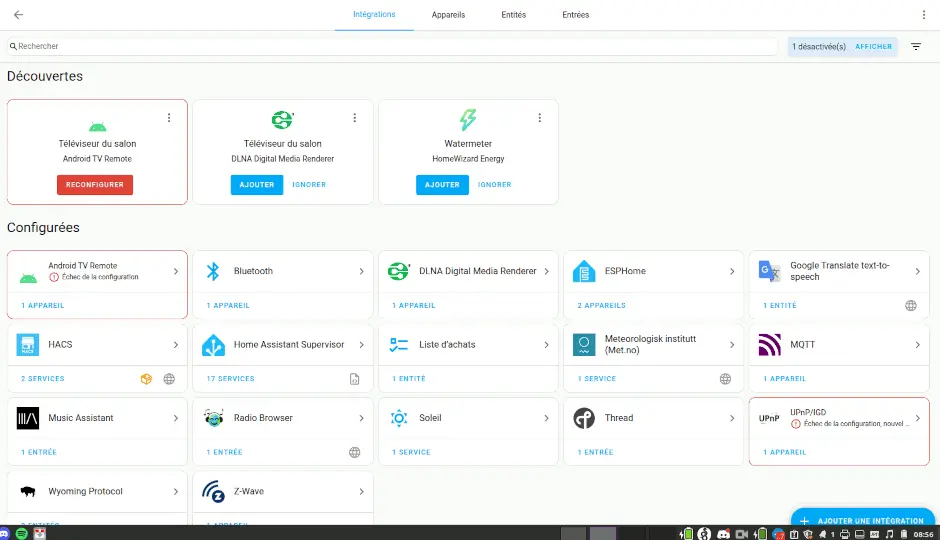 Intégrations Appareils Entités Entrées
Rechercher
1 désactivée(s) AFFICHER
Découvertes
Téléviseur du salon
Android TV Remote
RECONFIGURER
Téléviseur du salon
DLNA Digital Media Renderer
AJOUTER IGNORER
Watermeter
HomeWizard Energy
AJOUTER IGNORER
Configurées
Android TV Remote
Échec de la configuration
1 APPAREIL
Bluetooth
1 APPAREIL
DLNA Digital Media Renderer
1 APPAREIL
ESPHome
2 APPAREILS
Google Translate text-to-
speech
1 ENTITÉ
HACS
HACS
2 SERVICES
Home Assistant Supervisor
17 SERVICES
Liste d'achats
1 ENTITÉ
Meteorologisk institutt
(Met.no)
1 SERVICE
MQTT
1 APPAREIL
Music Assistant
1 ENTRÉE
Radio Browser
1 ENTRÉE
Soleil
1 SERVICE
Thread
1 ENTRÉE
UPnP
UPnP/IGD
Échec de la configuration, nouvel ...
1 APPAREIL
Wyoming Protocol
Z-Wave
AJOUTER UNE INTÉGRATION
1
08:56